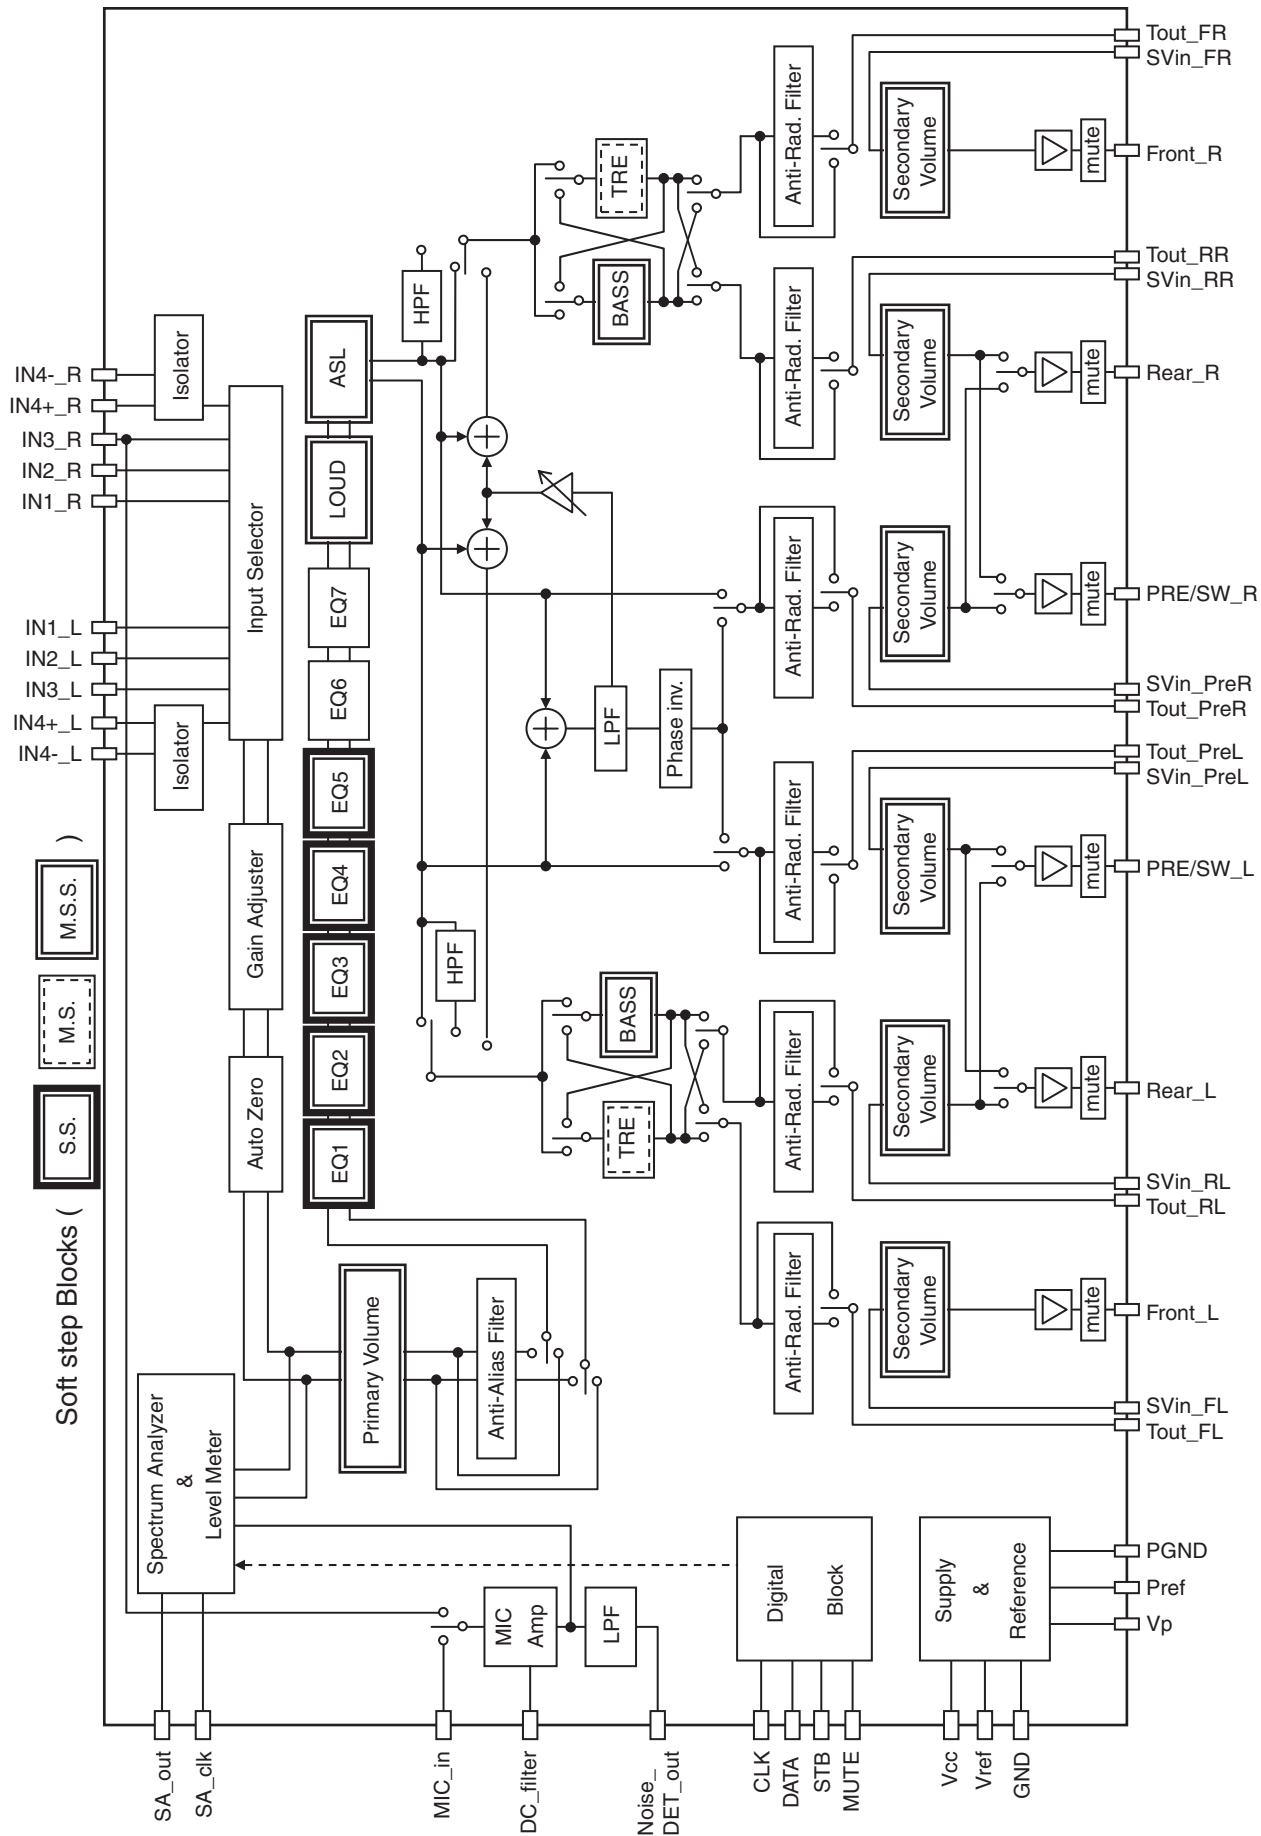 IN4-_R
IN4+_R
IN3_R
IN2_R
IN1_R
IN1_L
IN2_L
IN3_L
IN4+_L
IN4-_L
Isolator
Isolator
Input Selector
Gain Adjuster
Auto Zero
Soft step Blocks (
S.S.
M.S.
M.S.S.
)
Spectrum Analyzer
&
Level Meter
Primary Volume
Anti-Alias Filter
EQ1
EQ2
EQ3
EQ4
EQ5
EQ6
EQ7
LOUD
ASL
HPF
HPF
LPF
Phase inv.
TRE
BASS
BASS
TRE
Anti-Rad. Filter
Anti-Rad. Filter
Anti-Rad. Filter
Anti-Rad. Filter
Anti-Rad. Filter
Anti-Rad. Filter
Secondary
Volume
Secondary
Volume
Secondary
Volume
Secondary
Volume
Secondary
Volume
Secondary
Volume
mute
mute
mute
mute
mute
mute
Tout_FR
SVin_FR
Front_R
Tout_RR
SVin_RR
Rear_R
PRE/SW_R
SVin_PreR
Tout_PreR
Tout_PreL
SVin_PreL
PRE/SW_L
Rear_L
SVin_RL
Tout_RL
Front_L
SVin_FL
Tout_FL
PGND
Pref
Vp
MIC
Amp
LPF
Digital
Block
Supply
&
Reference
SA_out
SA_clk
MIC_in
DC_filter
Noise_
DET_out
CLK
DATA
STB
MUTE
Vcc
Vref
GND